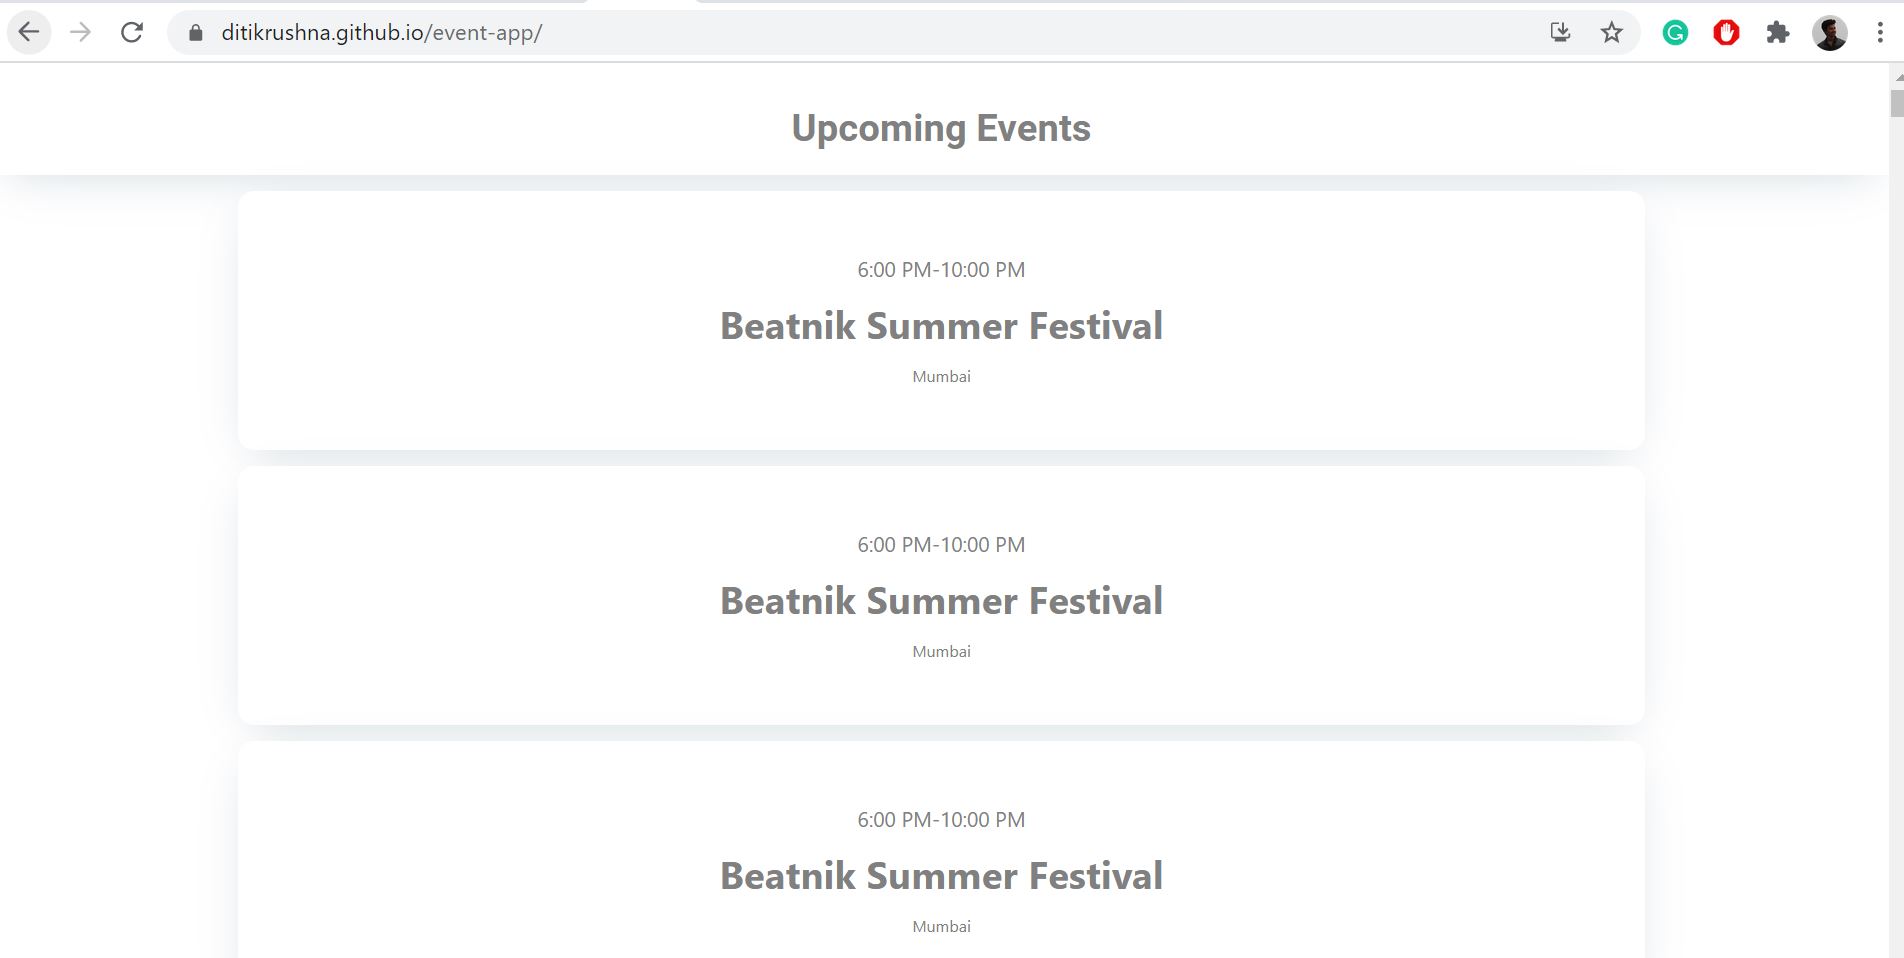 ditikrushna.github.io/event-app/
Upcoming Events
6:00 PM-10:00 PM
Beatnik Summer Festival
Mumbai
6:00 PM-10:00 PM
Beatnik Summer Festival
Mumbai
6:00 PM-10:00 PM
Beatnik Summer Festival
Mumbai